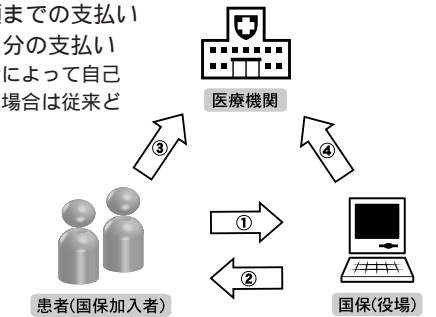 額までの支払い
分の支払い
によって自己
場合は従来ど
医療機関
③
④
①
②
患者(国保加入者)
国保(役場)